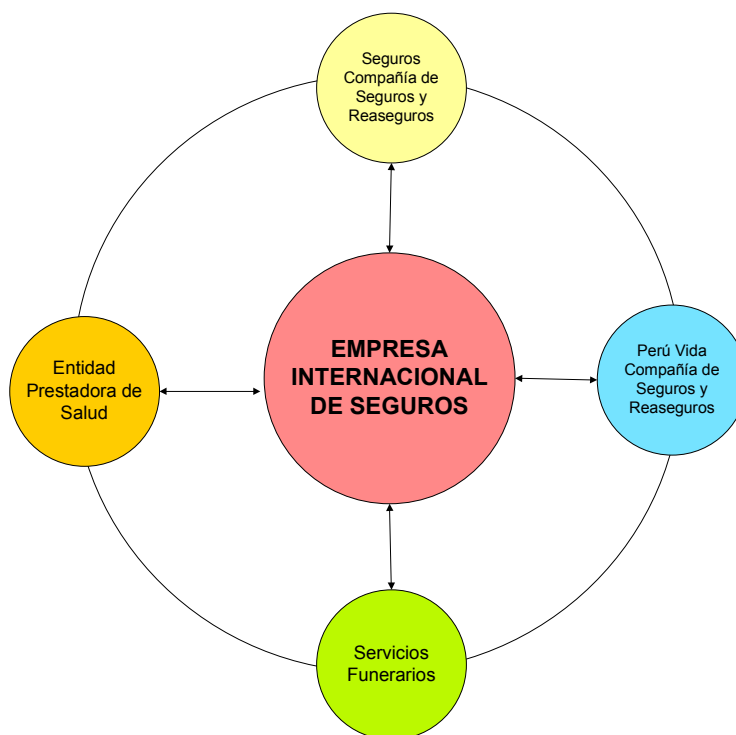 Seguros
Compañía de
Seguros y
Reaseguros
EMPRESA
INTERNACIONAL
DE SEGUROS
Entidad
Prestadora de
Salud
Perú Vida
Compañía de
Seguros y
Reaseguros
Servicios
Funerarios